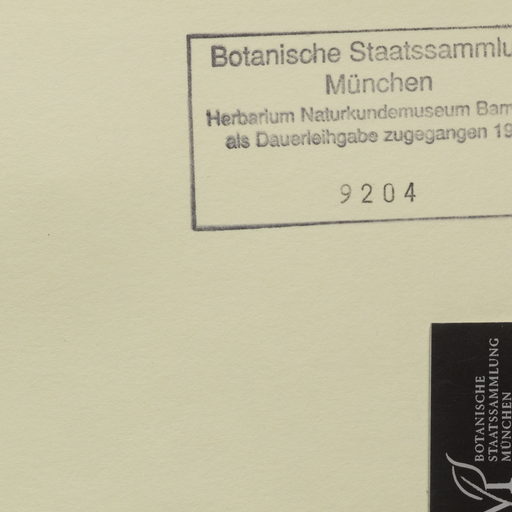 Botanische Staatssammlu
München
Herbarium Naturkundemuseum Bam
als Dauerleihgabe zugegangen 19
9204
BOTANISCHE
STAATSSAMMLUNG
MÜNCHEN